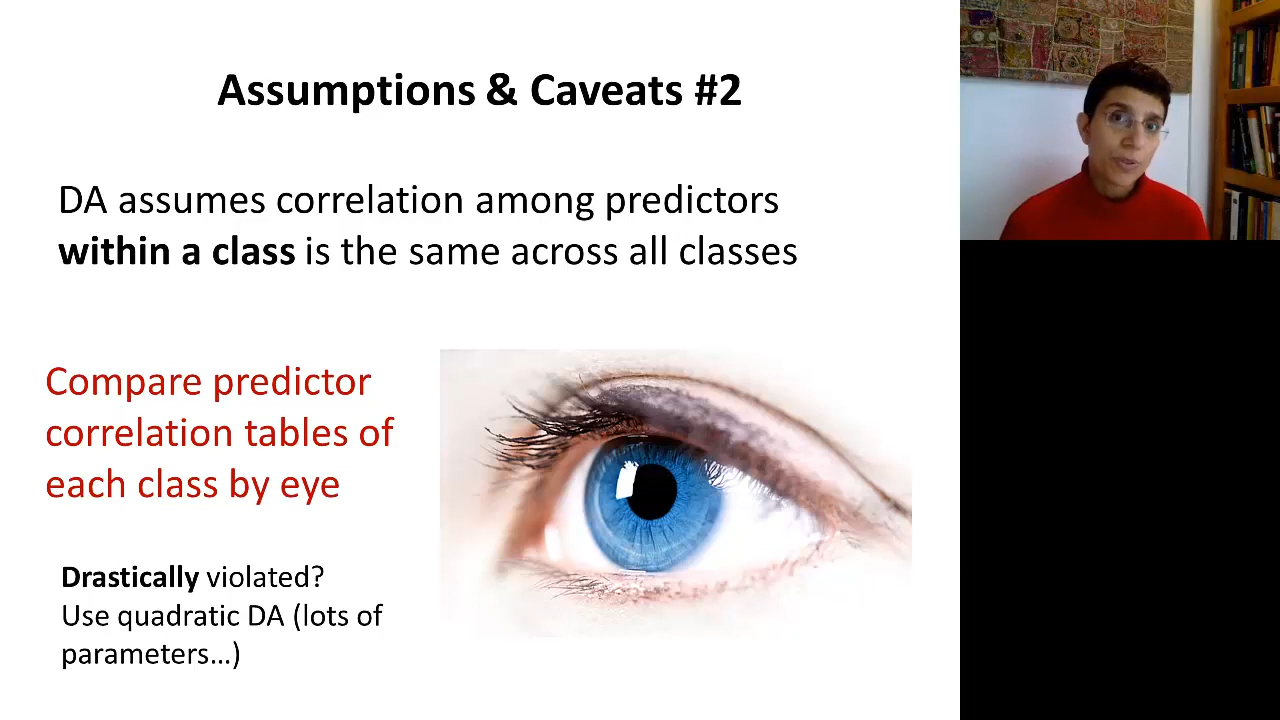 Assumptions & Caveats #2
DA assumes correlation among predictors
within a class is the same across all classes
Compare predictor
correlation tables of
each class by eye
Drastically violated?
Use quadratic DA (lots of
parameters…)